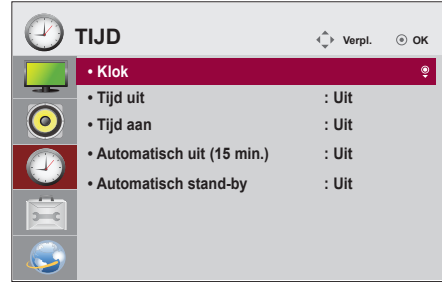 TIJD
Verpl.
OK
• Klok
• Tijd uit : Uit
• Tijd aan : Uit
• Automatisch uit (15 min.) : Uit
• Automatisch stand-by : Uit